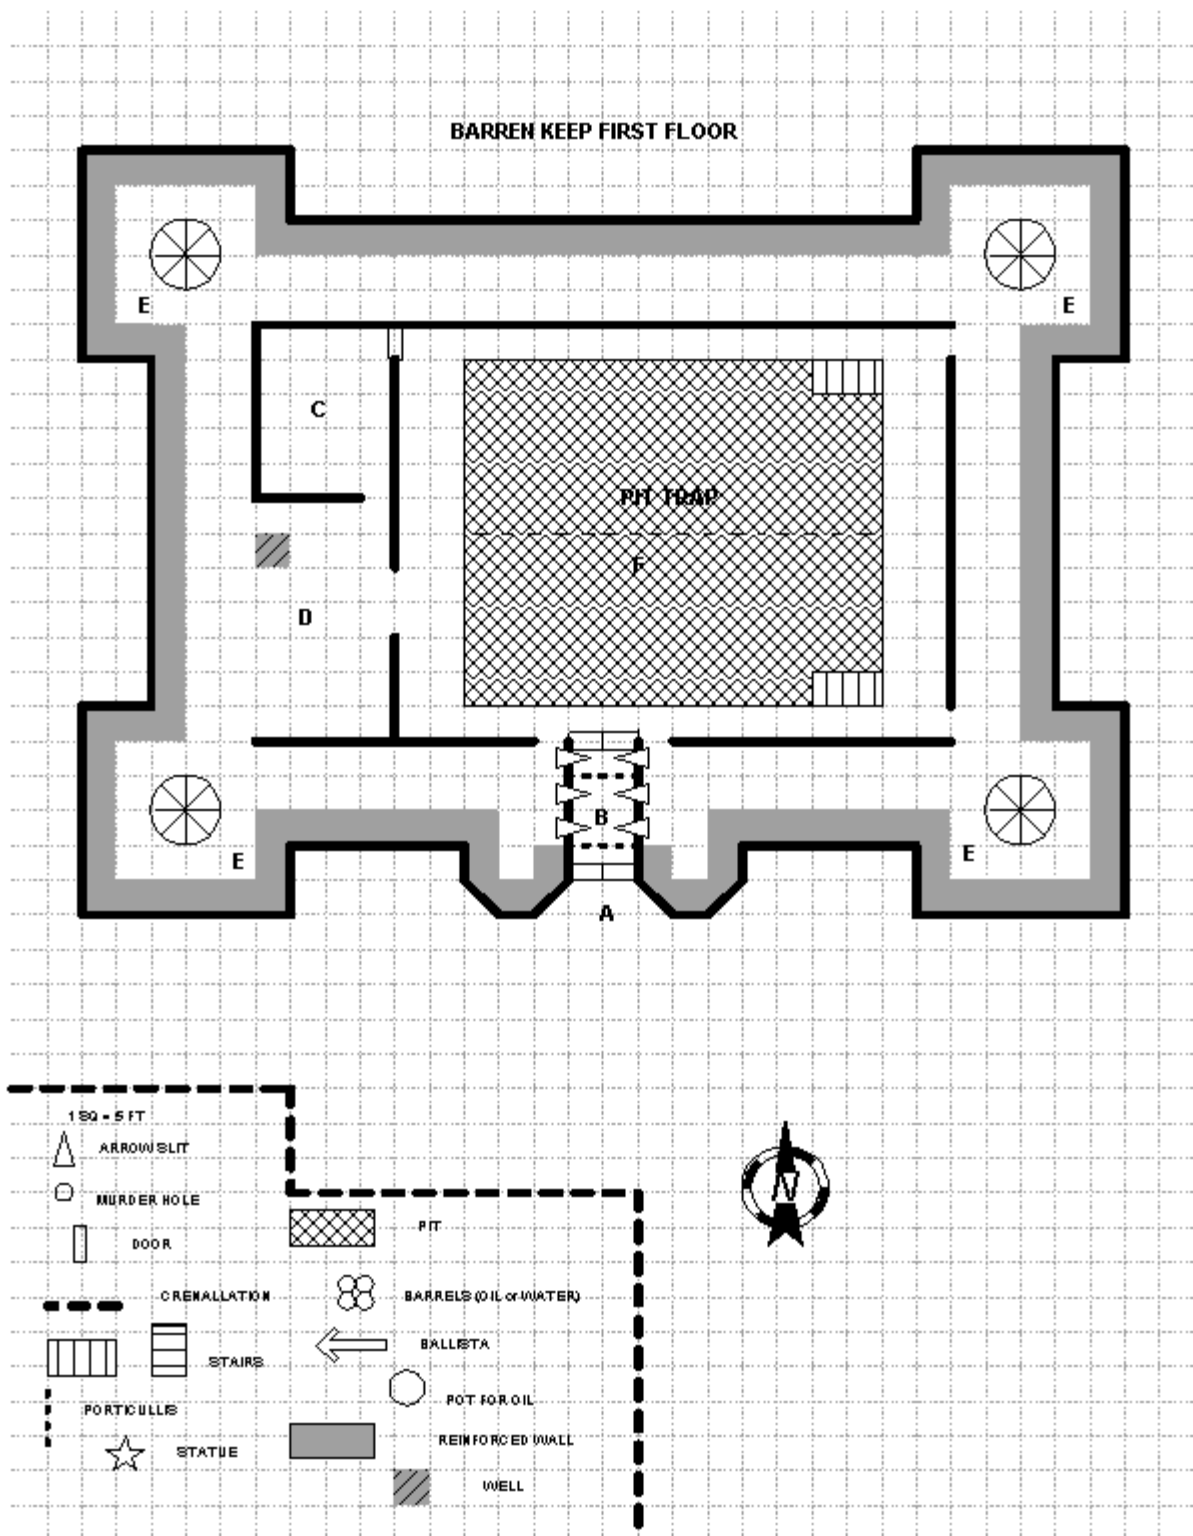 BARREN KEEP FIRST FLOOR
E
E
C
PIT TRAP
F
D
B
E
E
A
1 SQ = 5 FT
ARROW SLIT
MURDER HOLE
DOOR
PIT
CRENALLATION
BARRELS (OIL or WATER)
STAIRS
BALLISTA
PORTICULLIS
POT FOR OIL
STATUE
REINFORCED WALL
WELL
N